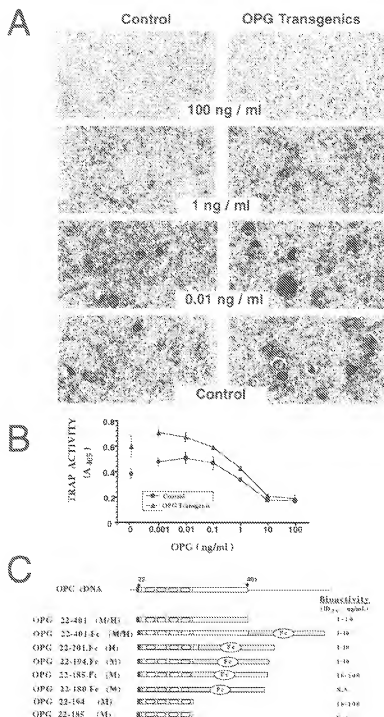 A
Control OPG Transgenics
100 ng / ml
1 ng / ml
0.01 ng / ml
Control
B
TRAP ACTIVITY
0.8
0.6
0.4
0.2
0 0.001 0.01 0.1 1 10 100
OPG (ng/ml)
Control
OPG Transgenic
C
22
OPG cDNA
Bioactivity
OPG 22-401 (M/H)
OPG 22-401.Fc (M/H) Fc
OPG 22-201.Fc (H) Fc
OPG 22-194.Fc (M) Fc
OPG 22-185.Fc (M) Fc
OPG 22-180.Fc (M) Fc N.A.
OPG 22-194 (M)
OPG 22-185 (M)